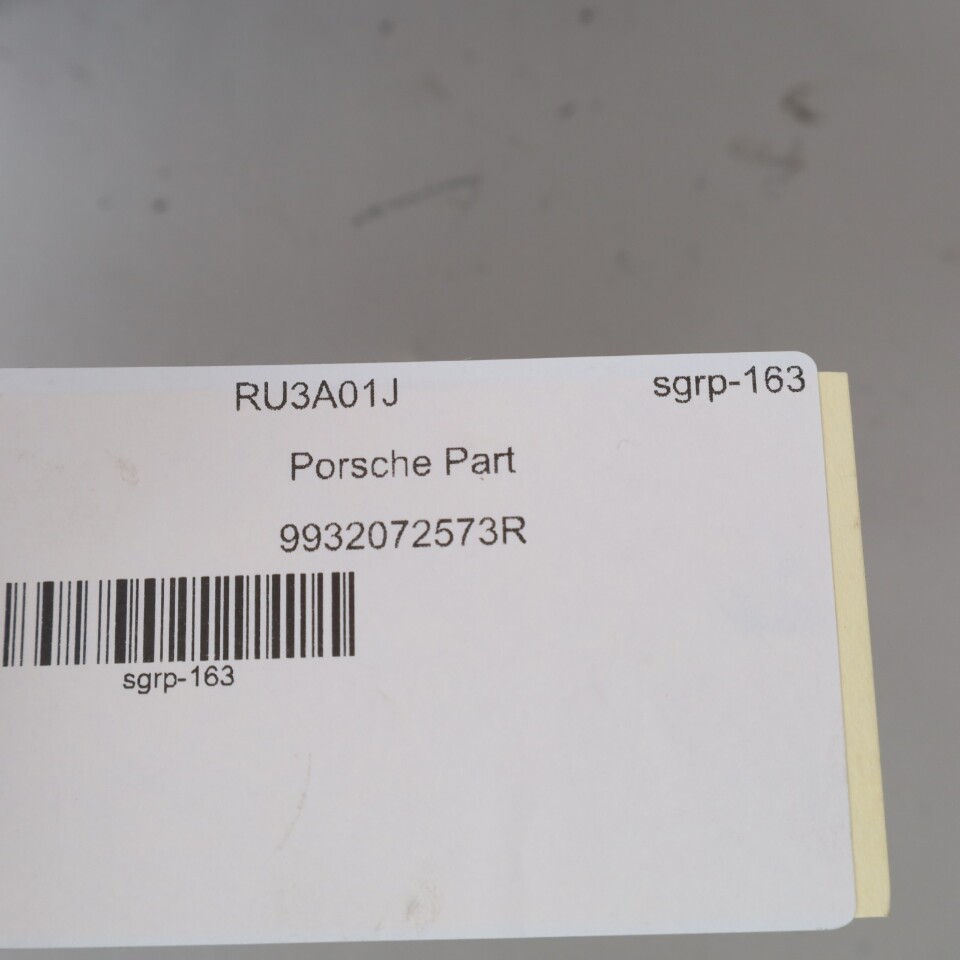 RU3A01J sgrp-163
Porsche Part
9932072573R
sgrp-163